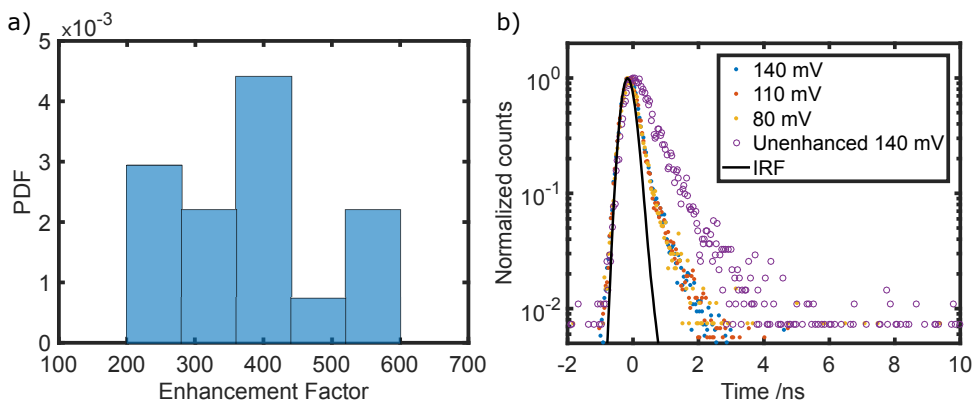 a)
×10⁻³
5
4
3
2
1
0
PDF
100 200 300 400 500 600 700
Enhancement Factor
b)
10⁰
10⁻¹
10⁻²
Normalized counts
140 mV
110 mV
80 mV
Unenhanced 140 mV
IRF
-2 0 2 4 6 8 10
Time /ns